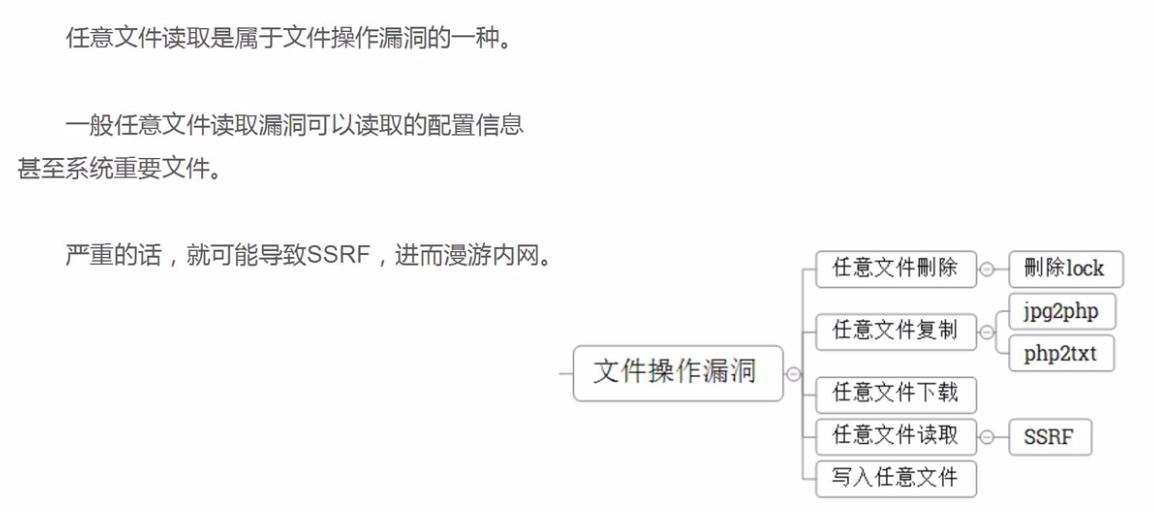 任意文件读取是属于文件操作漏洞的一种。
一般任意文件读取漏洞可以读取的配置信息
甚至系统重要文件。
严重的话，就可能导致SSRF，进而漫游内网。
文件操作漏洞
任意文件刪除
刪除lock
任意文件复制
jpg2php
php2txt
任意文件下载
任意文件读取
SSRF
写入任意文件